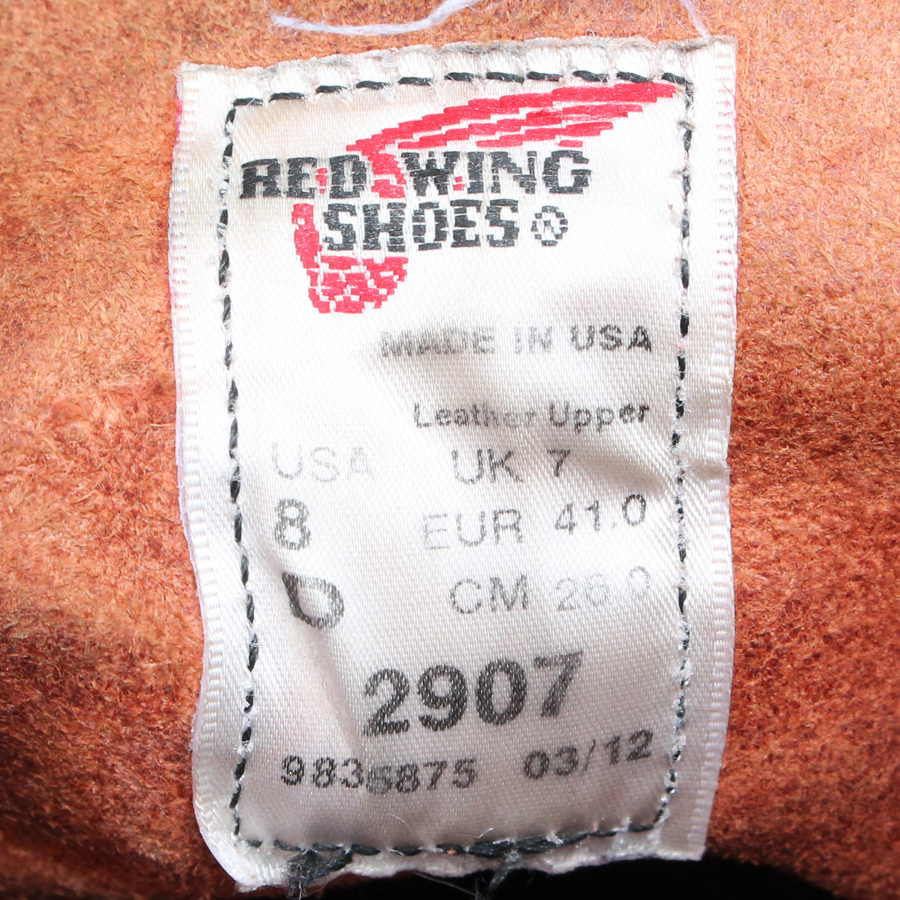 RED WING
SHOES®
MADE IN USA
Leather Upper
USA UK 7
8 EUR 41.0
D CM 26.0
2907
9835875 03/12